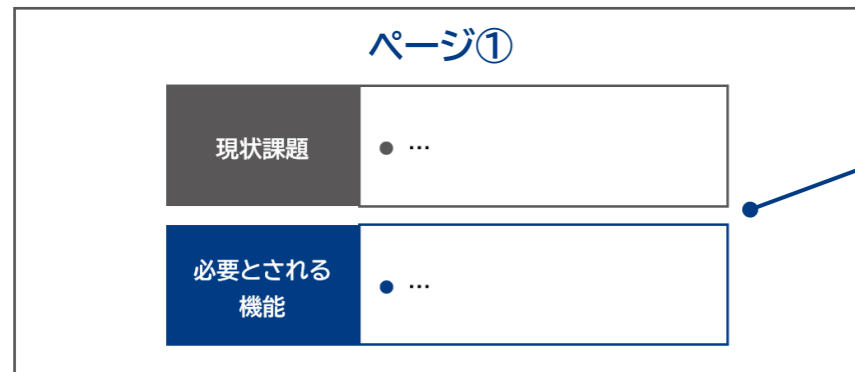 ページ①
現状課題
● …
必要とされる
機能
● …